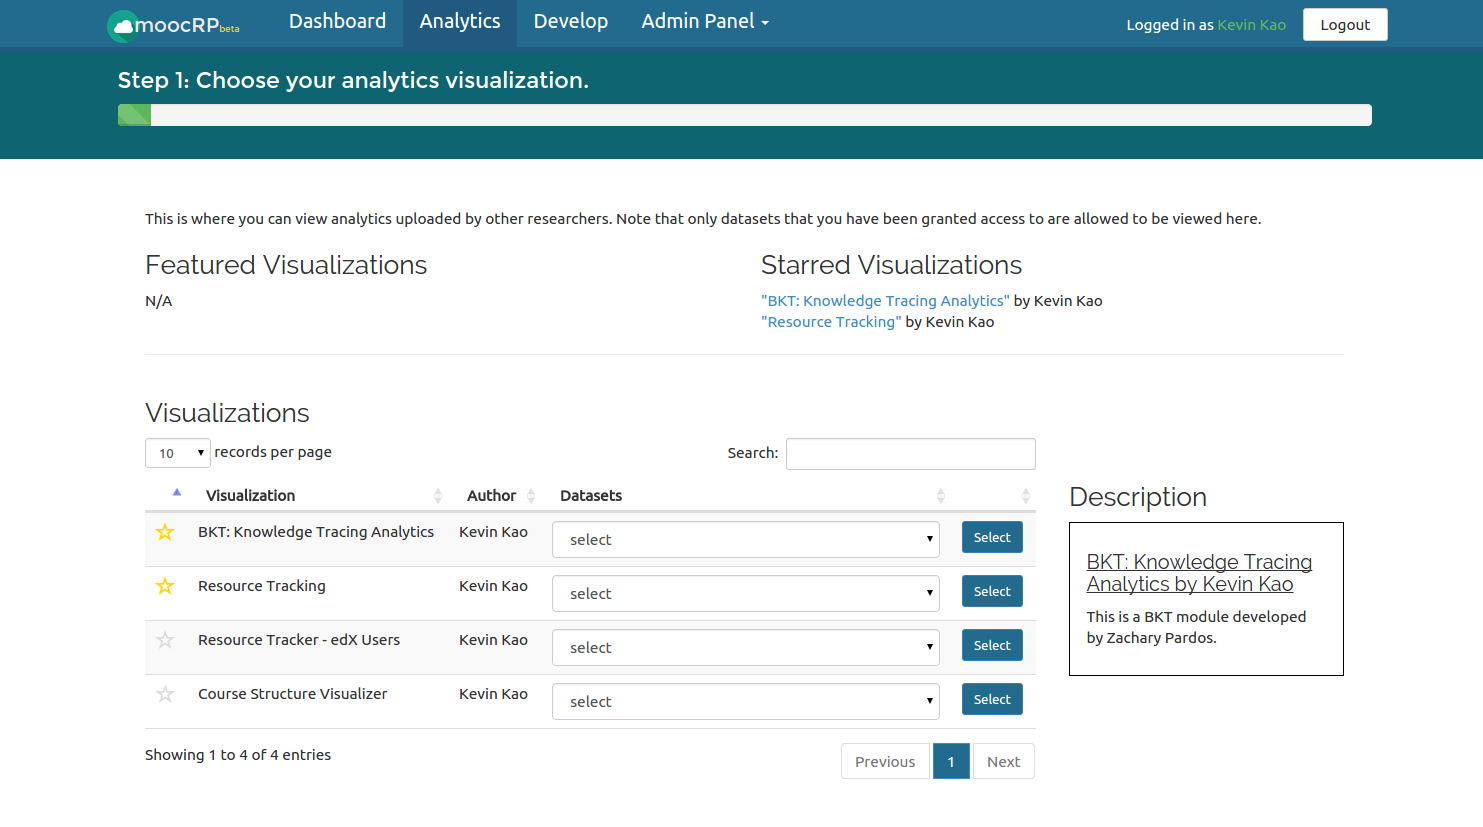 moocRP beta
Dashboard
Analytics
Develop
Admin Panel
Logged in as Kevin Kao
Logout
Step 1: Choose your analytics visualization.
This is where you can view analytics uploaded by other researchers. Note that only datasets that you have been granted access to are allowed to be viewed here.
Featured Visualizations
N/A
Starred Visualizations
"BKT: Knowledge Tracing Analytics" by Kevin Kao
"Resource Tracking" by Kevin Kao
Visualizations
10 records per page
Search:
Visualization Author Datasets
BKT: Knowledge Tracing Analytics Kevin Kao select Select
Resource Tracking Kevin Kao select Select
Resource Tracker - edX Users Kevin Kao select Select
Course Structure Visualizer Kevin Kao select Select
Showing 1 to 4 of 4 entries
Previous 1 Next
Description
BKT: Knowledge Tracing
Analytics by Kevin Kao
This is a BKT module developed
by Zachary Pardos.